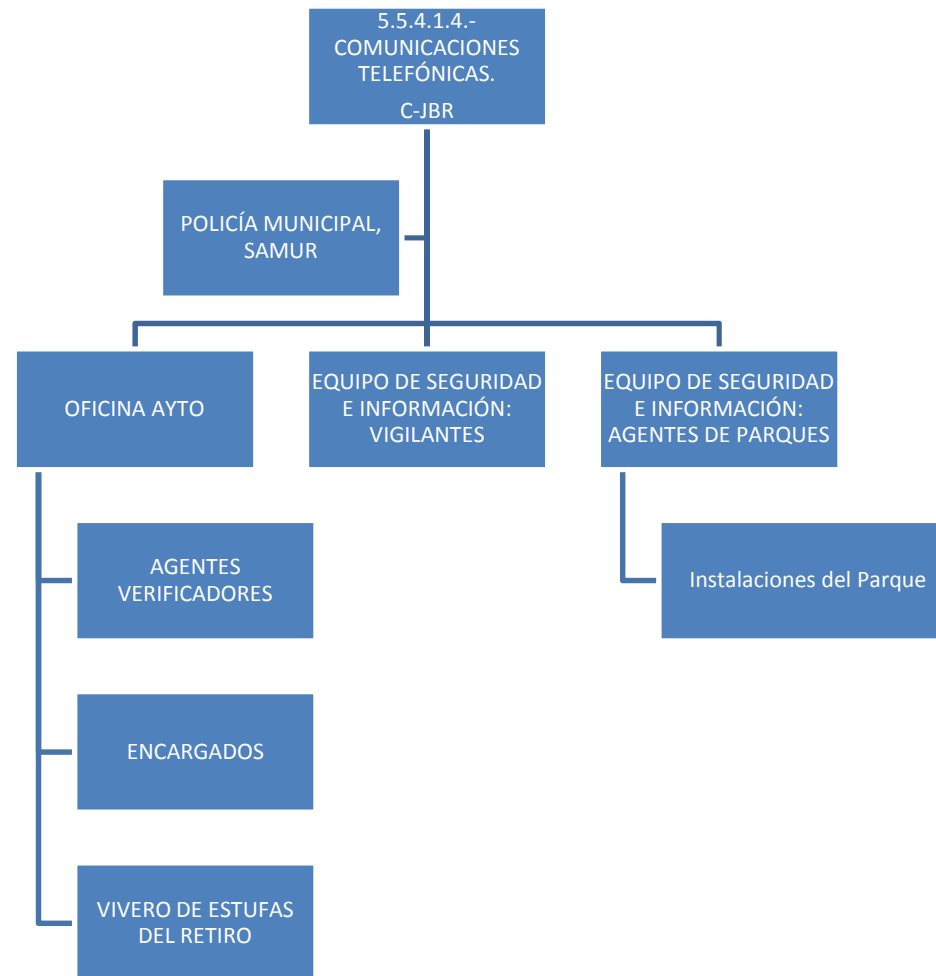 5.5.4.1.4.-
COMUNICACIONES
TELEFÓNICAS.
C-JBR
POLICÍA MUNICIPAL,
SAMUR
OFICINA AYTO
EQUIPO DE SEGURIDAD
E INFORMACIÓN:
VIGILANTES
EQUIPO DE SEGURIDAD
E INFORMACIÓN:
AGENTES DE PARQUES
AGENTES
VERIFICADORES
Instalaciones del Parque
ENCARGADOS
VIVERO DE ESTUFAS
DEL RETIRO